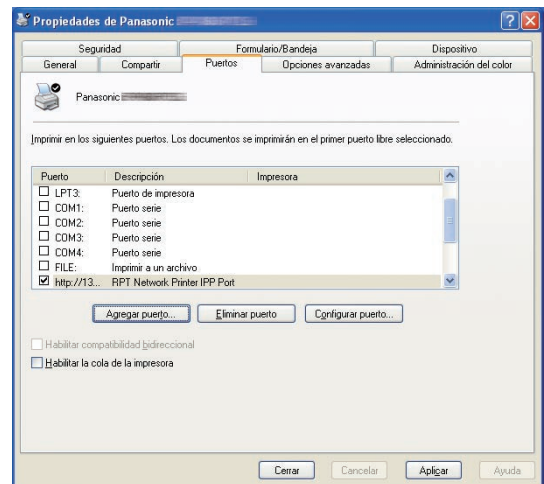 Propiedades de Panasonic
Seguridad Formulario/Bandeja Dispositivo
General Compartir Puertos Opciones avanzadas Administración del color
Panasonic
Imprimir en los siguientes puertos. Los documentos se imprimirán en el primer puerto libre seleccionado.
Puerto Descripción Impresora
LPT3: Puerto de impresora
COM1: Puerto serie
COM2: Puerto serie
COM3: Puerto serie
COM4: Puerto serie
FILE: Imprimir a un archivo
http://13... RPT Network Printer IPP Port
Agregar puerto... Eliminar puerto Configurar puerto...
Habilitar compatibilidad bidireccional
Habilitar la cola de la impresora
Cerrar Cancelar Aplicar Ayuda